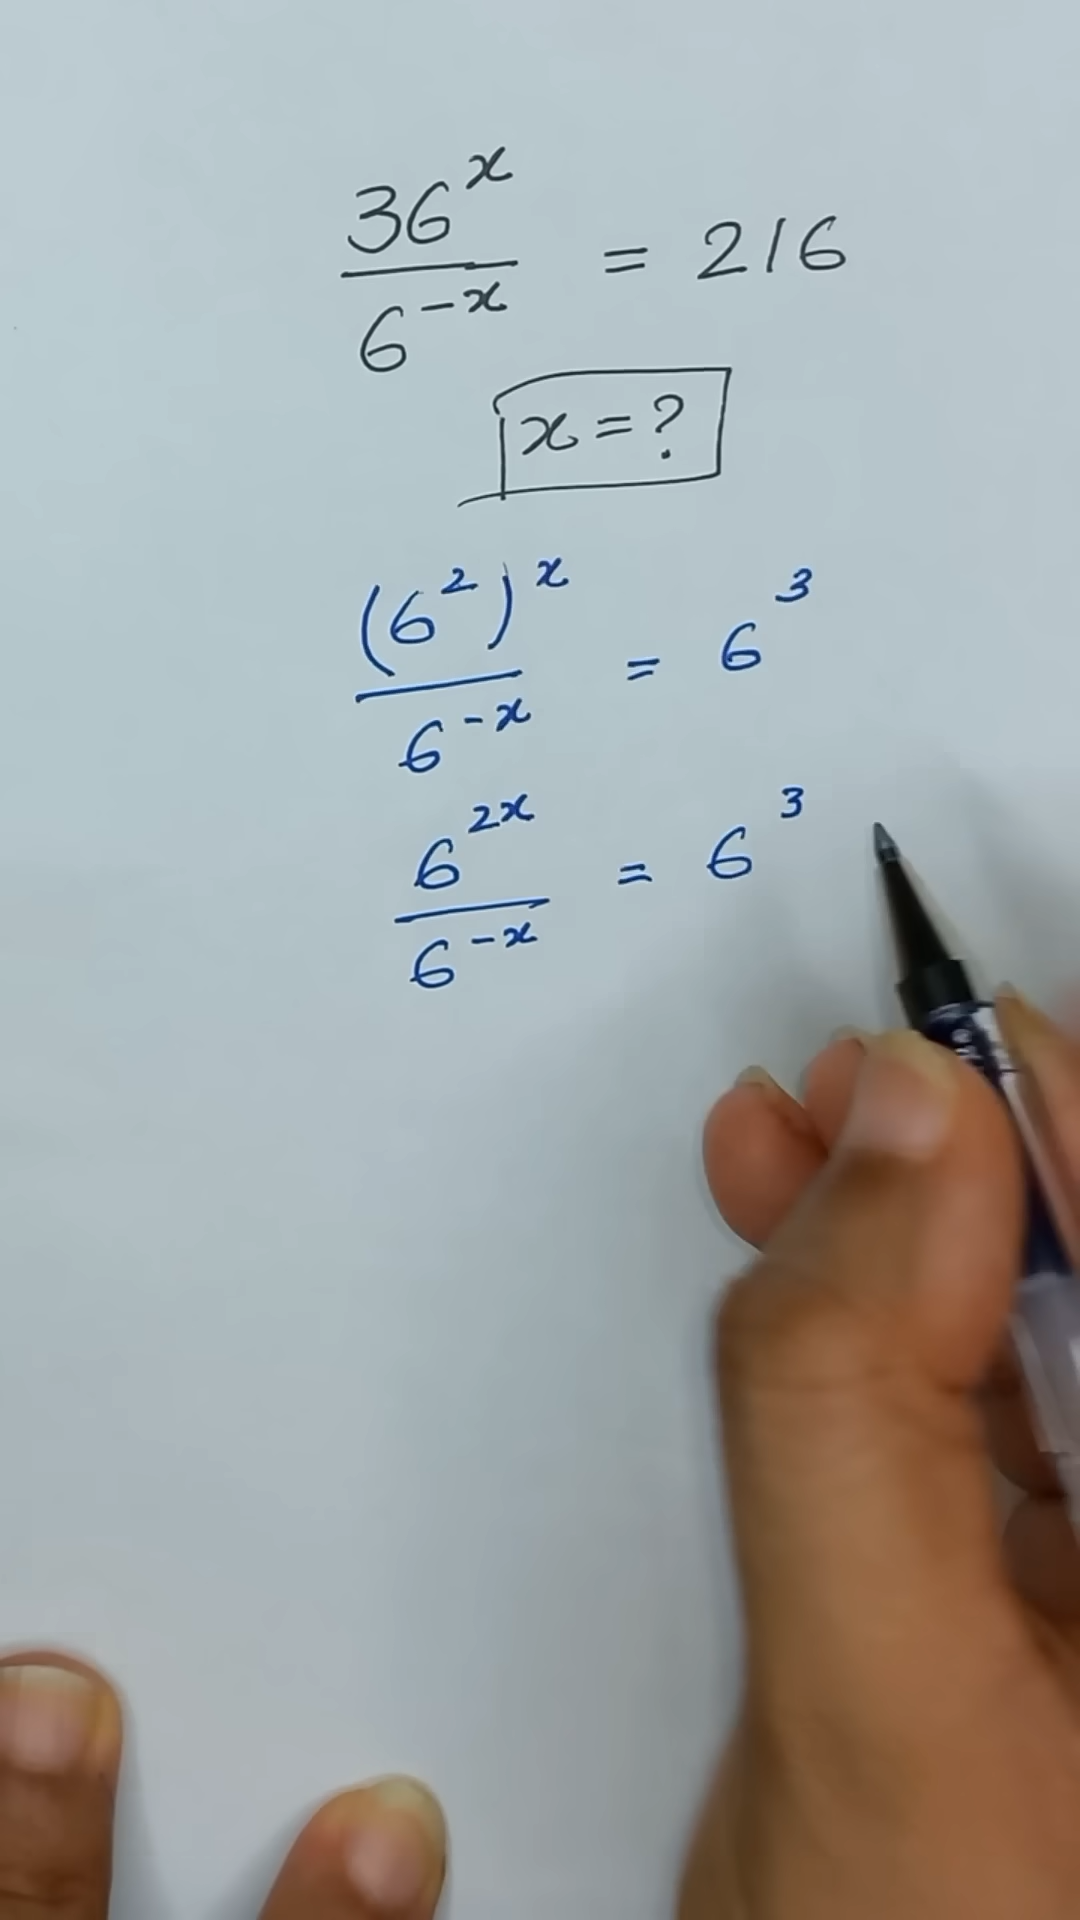 36^x / 6^-x = 216
x = ?
(6^2)^x / 6^-x = 6^3
6^2x / 6^-x = 6^3